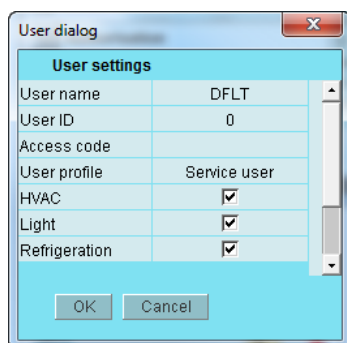 User dialog
User settings
User name DFLT
User ID 0
Access code
User profile Service user
HVAC
Light
Refrigeration
OK Cancel